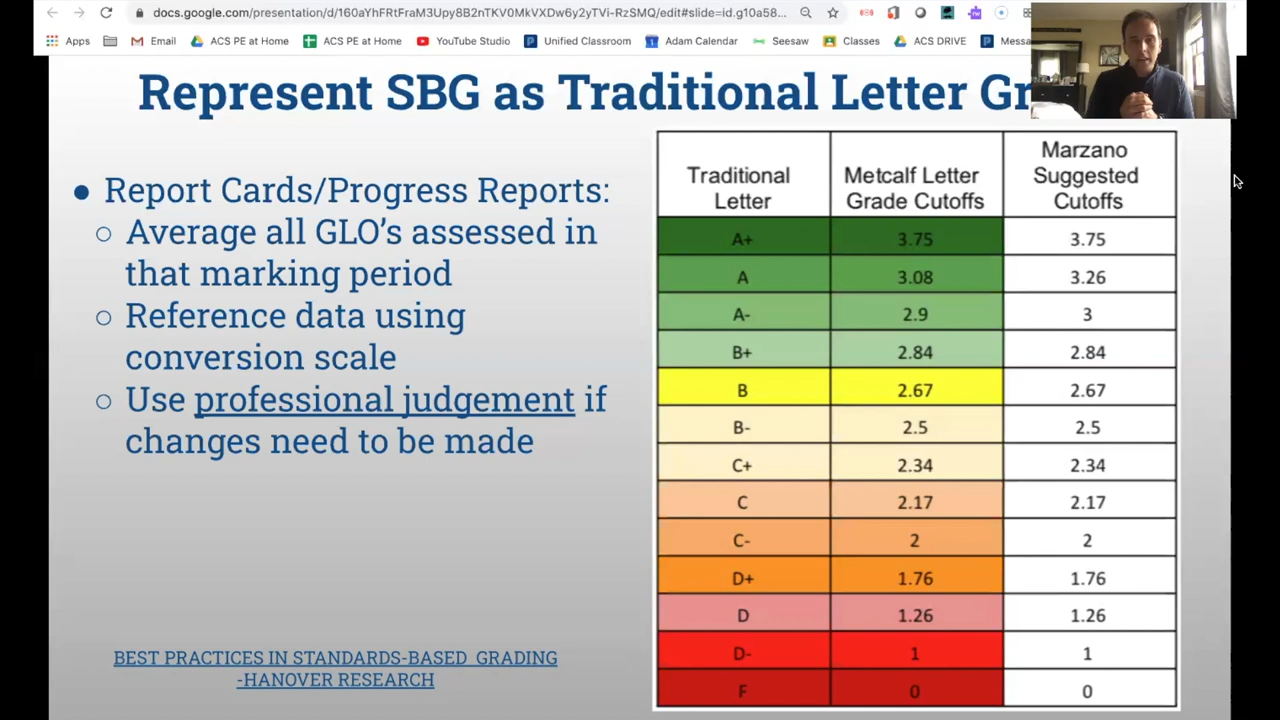 docs.google.com/presentation/d/160aYhFRtFraM3Upy8B2nTKV0MkVXDw6y2yTVi-RzSMQ/edit#slide=id.g10a58...
Apps Email ACS PE at Home ACS PE at Home YouTube Studio Unified Classroom Adam Calendar Seesaw Classes ACS DRIVE Messa
Represent SBG as Traditional Letter Gr
● Report Cards/Progress Reports:
○ Average all GLO's assessed in
that marking period
○ Reference data using
conversion scale
○ Use professional judgement if
changes need to be made
BEST PRACTICES IN STANDARDS-BASED GRADING
-HANOVER RESEARCH
Traditional Letter Metcalf Letter Grade Cutoffs Marzano Suggested Cutoffs
A+ 3.75 3.75
A 3.08 3.26
A- 2.9 3
B+ 2.84 2.84
B 2.67 2.67
B- 2.5 2.5
C+ 2.34 2.34
C 2.17 2.17
C- 2 2
D+ 1.76 1.76
D 1.26 1.26
D- 1 1
F 0 0